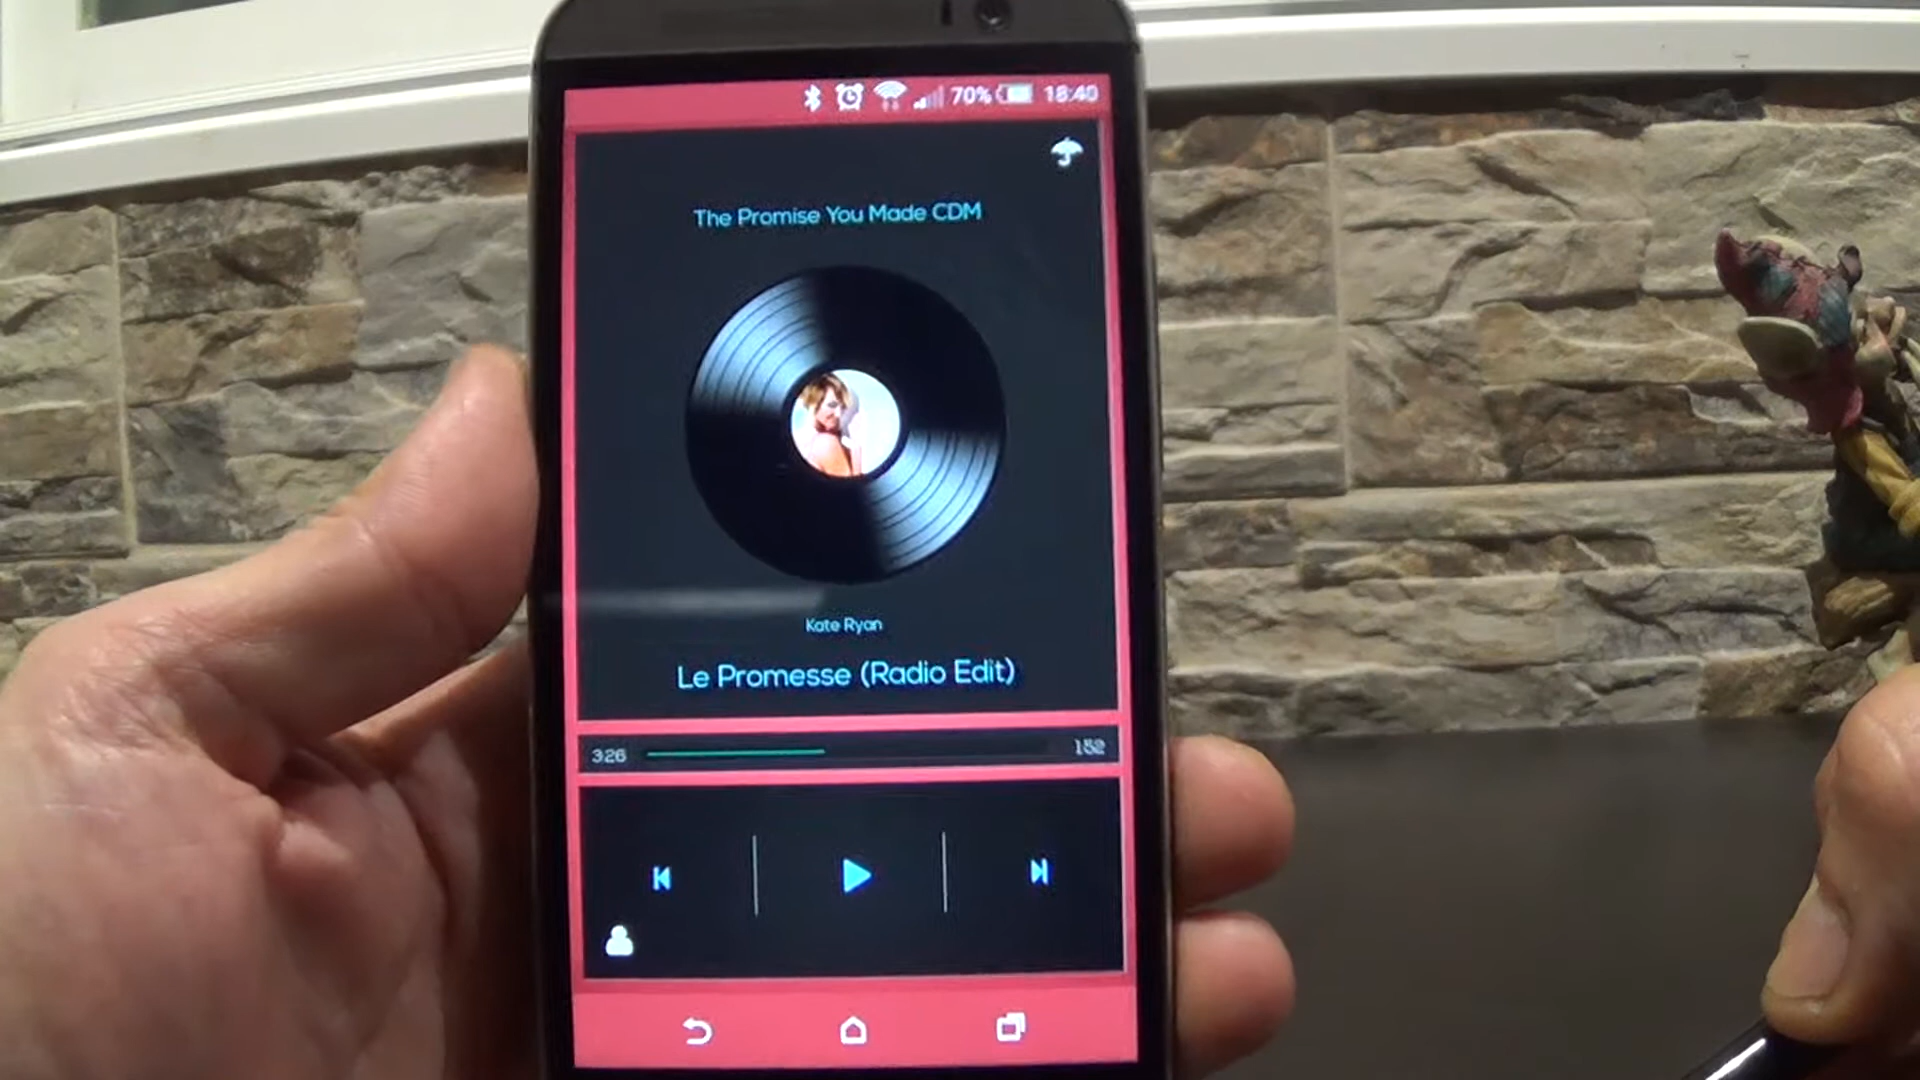 70% 18:40
The Promise You Made CDM
Kate Ryan
Le Promesse (Radio Edit)
326 152